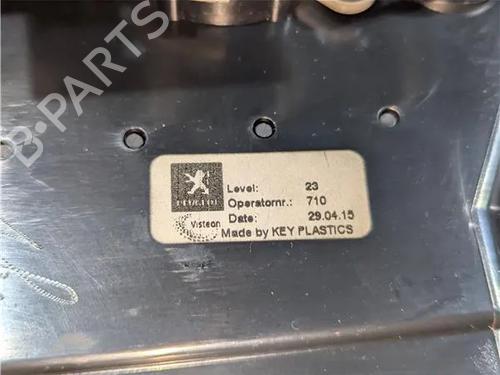 B-PARTS
Level: 23
Operatornr.: 710
PEUGEOT
Date: 29.04.15
Visteon
Made by KEY PLASTICS